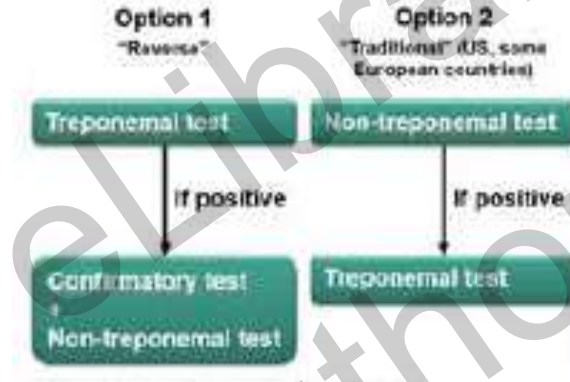 Option 1
"Reverse"
Treponemal test
If positive
Confirmatory test
+
Non-treponemal test
Option 2
"Traditional" (US, some
European countries)
Non-treponemal test
If positive
Treponemal test